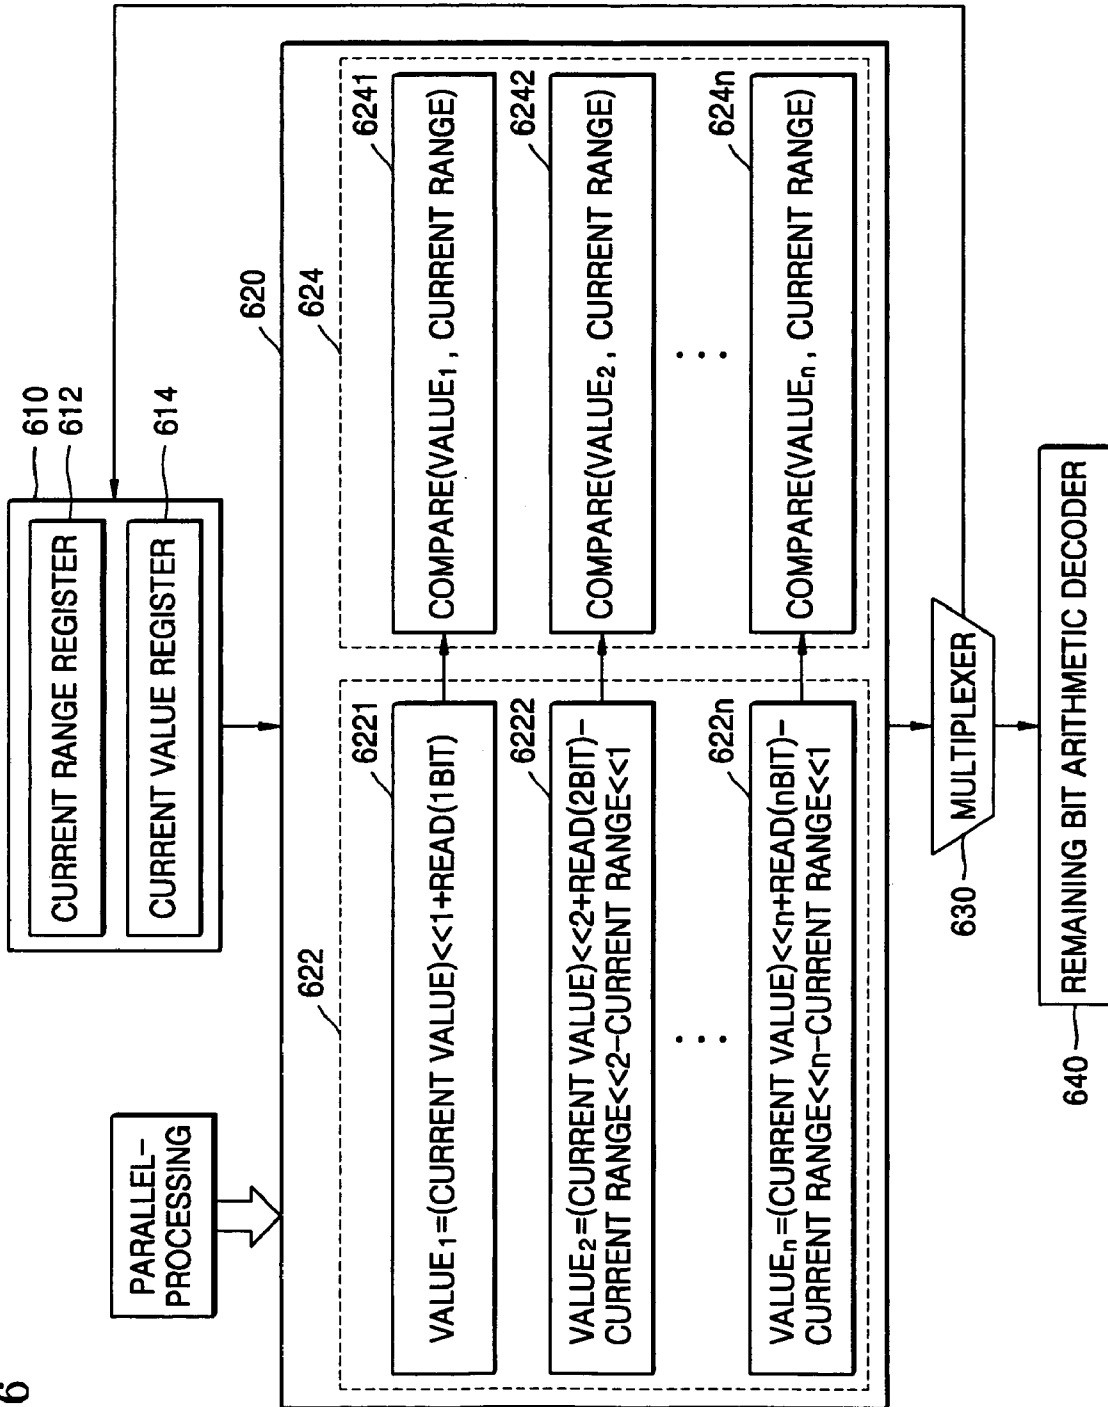 6
PARALLEL-
PROCESSING
610
CURRENT RANGE REGISTER
612
CURRENT VALUE REGISTER
614
620
622
624
6221
VALUE₁=(CURRENT VALUE)<<1+READ(1BIT)
6241
COMPARE(VALUE₁, CURRENT RANGE)
6222
VALUE₂=(CURRENT VALUE)<<2+READ(2BIT)−
CURRENT RANGE<<2−CURRENT RANGE<<1
6242
COMPARE(VALUE₂, CURRENT RANGE)
...
...
622n
VALUEₙ=(CURRENT VALUE)<<n+READ(nBIT)−
CURRENT RANGE<<n−CURRENT RANGE<<1
624n
COMPARE(VALUEₙ, CURRENT RANGE)
630
MULTIPLEXER
640
REMAINING BIT ARITHMETIC DECODER